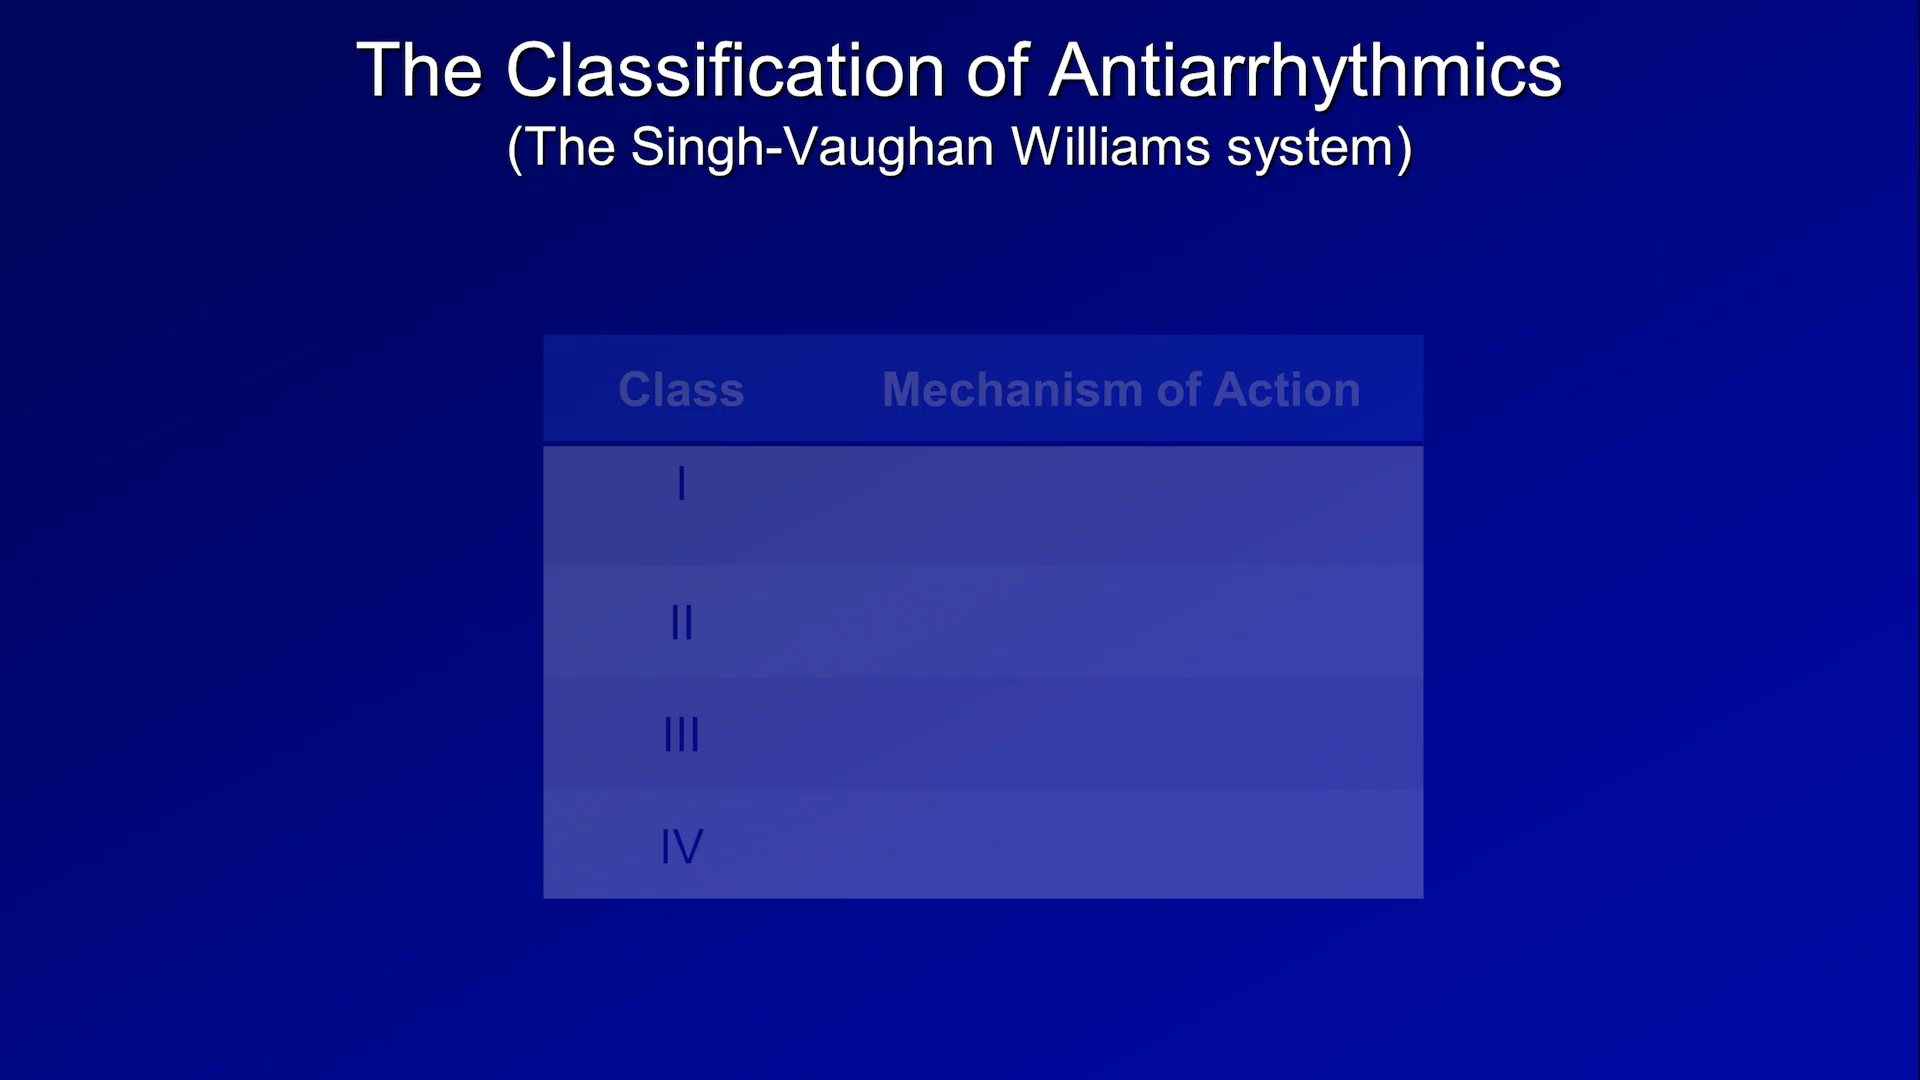 The Classification of Antiarrhythmics
(The Singh-Vaughan Williams system)
Class Mechanism of Action
I
II
III
IV